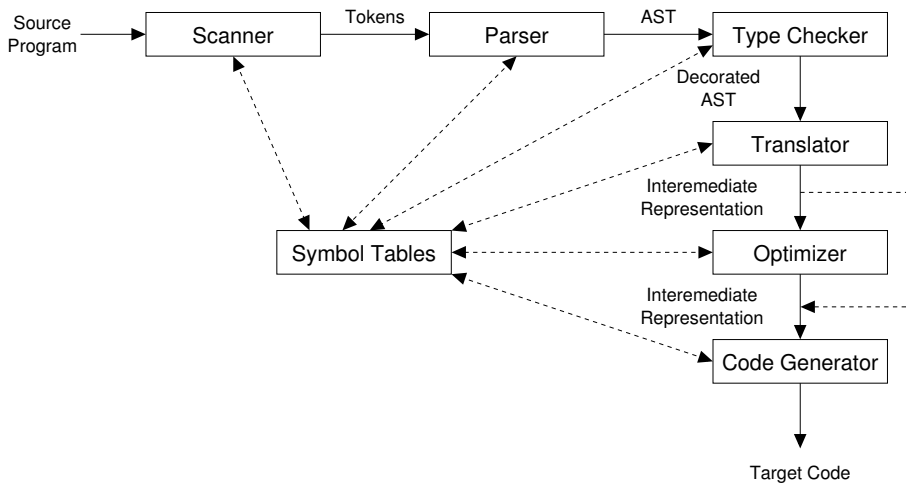 Source
Program
Scanner
Tokens
Parser
AST
Type Checker
Decorated
AST
Translator
Interemediate
Representation
Symbol Tables
Optimizer
Interemediate
Representation
Code Generator
Target Code